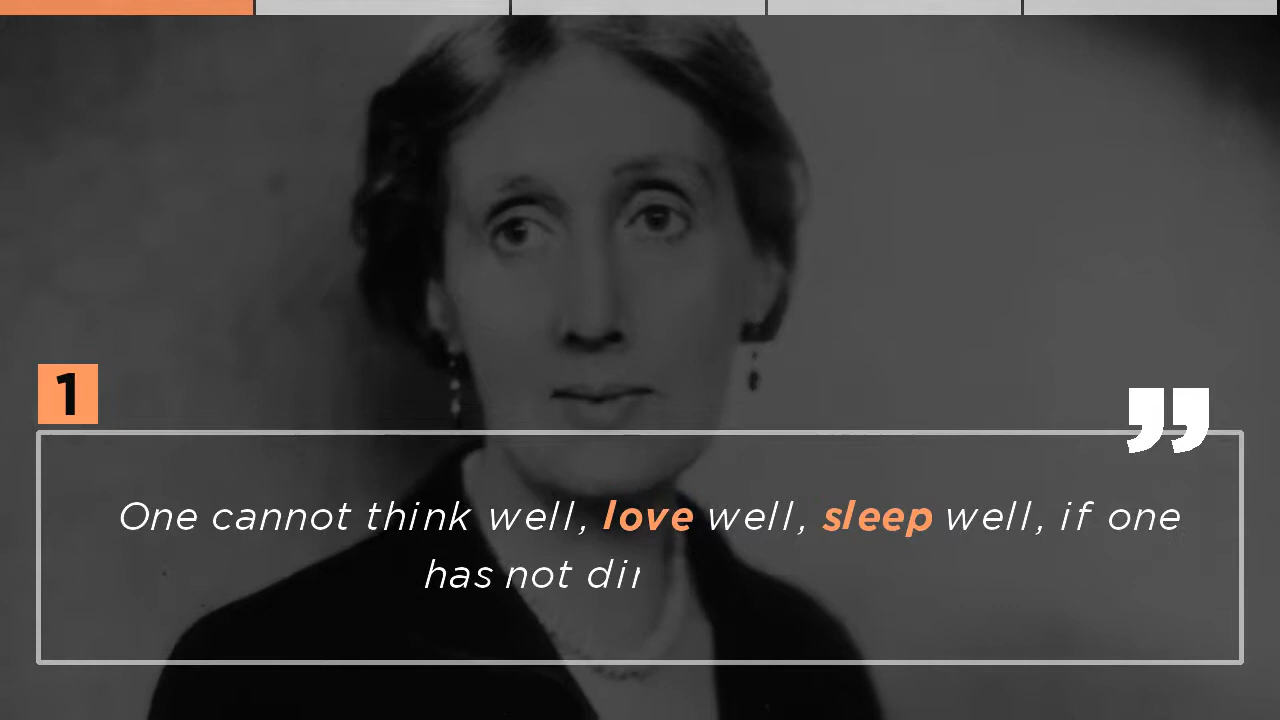 1
”
One cannot think well, love well, sleep well, if one
has not